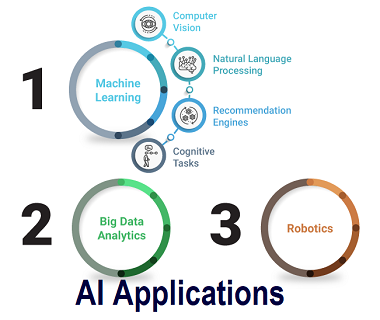 1
Machine
Learning
Computer
Vision
Natural Language
Processing
Recommendation
Engines
Cognitive
Tasks
2
Big Data
Analytics
3
Robotics
AI Applications